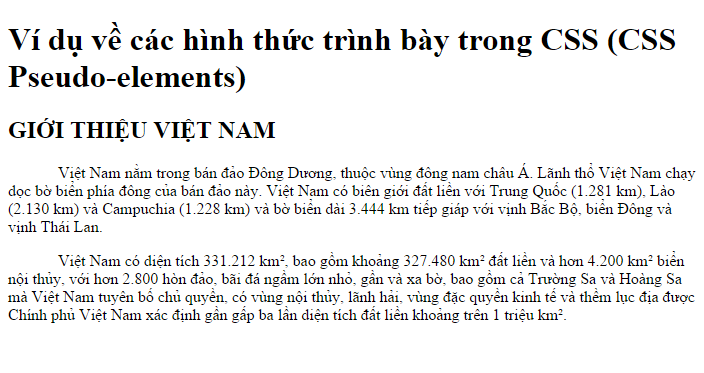 Ví dụ về các hình thức trình bày trong CSS (CSS
Pseudo-elements)
GIỚI THIỆU VIỆT NAM
Việt Nam nằm trong bán đảo Đông Dương, thuộc vùng đông nam châu Á. Lãnh thổ Việt Nam chạy
dọc bờ biển phía đông của bán đảo này. Việt Nam có biên giới đất liền với Trung Quốc (1.281 km), Lào
(2.130 km) và Campuchia (1.228 km) và bờ biển dài 3.444 km tiếp giáp với vịnh Bắc Bộ, biển Đông và
vịnh Thái Lan.
Việt Nam có diện tích 331.212 km², bao gồm khoảng 327.480 km² đất liền và hơn 4.200 km² biển
nội thủy, với hơn 2.800 hòn đảo, bãi đá ngầm lớn nhỏ, gần và xa bờ, bao gồm cả Trường Sa và Hoàng Sa
mà Việt Nam tuyên bố chủ quyền, có vùng nội thủy, lãnh hải, vùng đặc quyền kinh tế và thềm lục địa được
Chính phủ Việt Nam xác định gần gấp ba lần diện tích đất liền khoảng trên 1 triệu km².